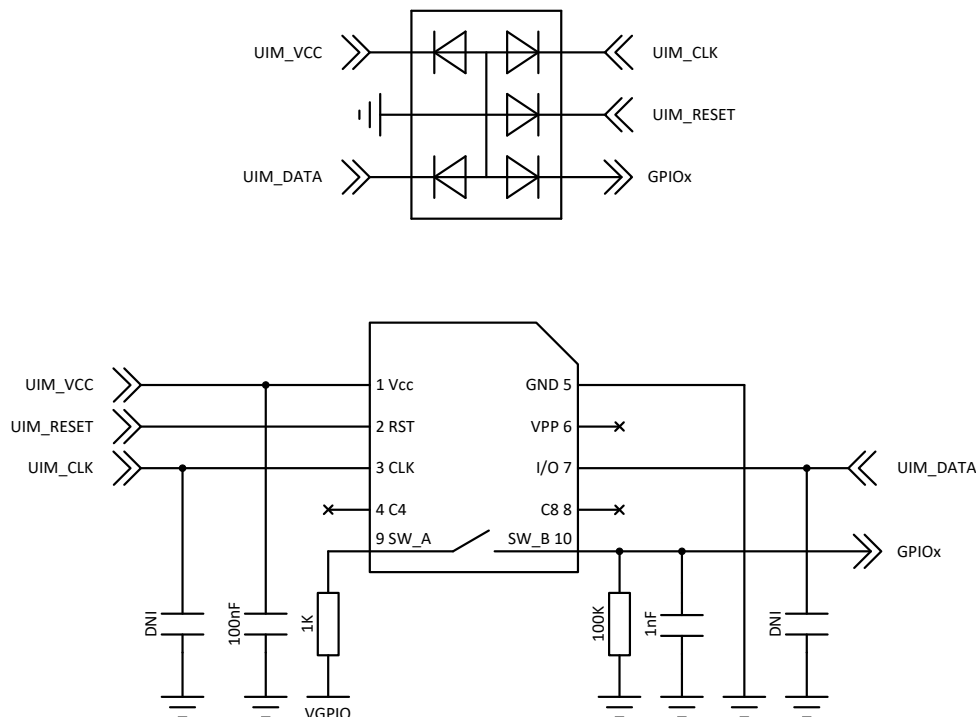 UIM_VCC
UIM_CLK
UIM_RESET
UIM_DATA
GPIOx
UIM_VCC
1 Vcc
GND 5
UIM_RESET
2 RST
VPP 6
UIM_CLK
3 CLK
I/O 7
UIM_DATA
4 C4
C8 8
9 SW_A
SW_B 10
GPIOx
DNI
100nF
1K
100K
1nF
DNI
VGPIO